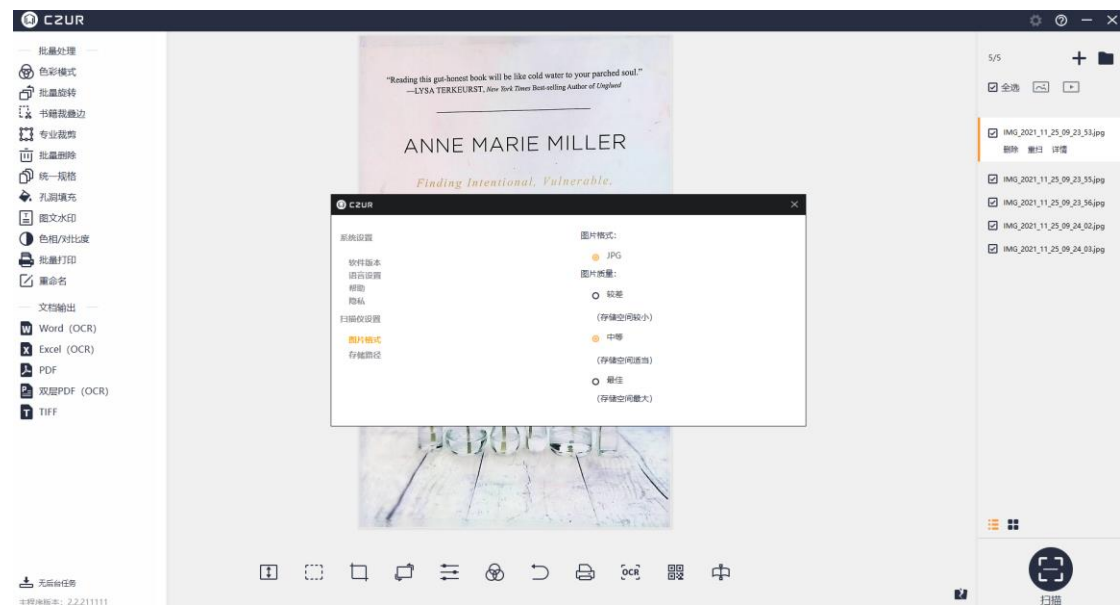 CZUR
批量处理
色彩模式
批量旋转
书籍裁叠边
专业裁剪
批量删除
统一规格
孔洞填充
图文水印
色相/对比度
批量打印
重命名
文档输出
Word (OCR)
Excel (OCR)
PDF
双层PDF (OCR)
TIFF
无后台任务
主程序版本: 2.2.211111
“Reading this gut-honest book will be like cold water to your parched soul.”
—LYSA TERKEURST, New York Times Best-selling Author of Unglued
ANNE MARIE MILLER
Finding Intentional, Vulnerable,
CZUR
系统设置
软件版本
语言设置
帮助
隐私
扫描仪设置
图片格式
存储路径
图片格式:
JPG
图片质量:
较差
(存储空间较小)
中等
(存储空间适当)
最佳
(存储空间最大)
OCR
5/5
全选
IMG_2021_11_25_09_23_53.jpg
删除 重扫 详情
IMG_2021_11_25_09_23_55.jpg
IMG_2021_11_25_09_23_56.jpg
IMG_2021_11_25_09_24_02.jpg
IMG_2021_11_25_09_24_03.jpg
扫描